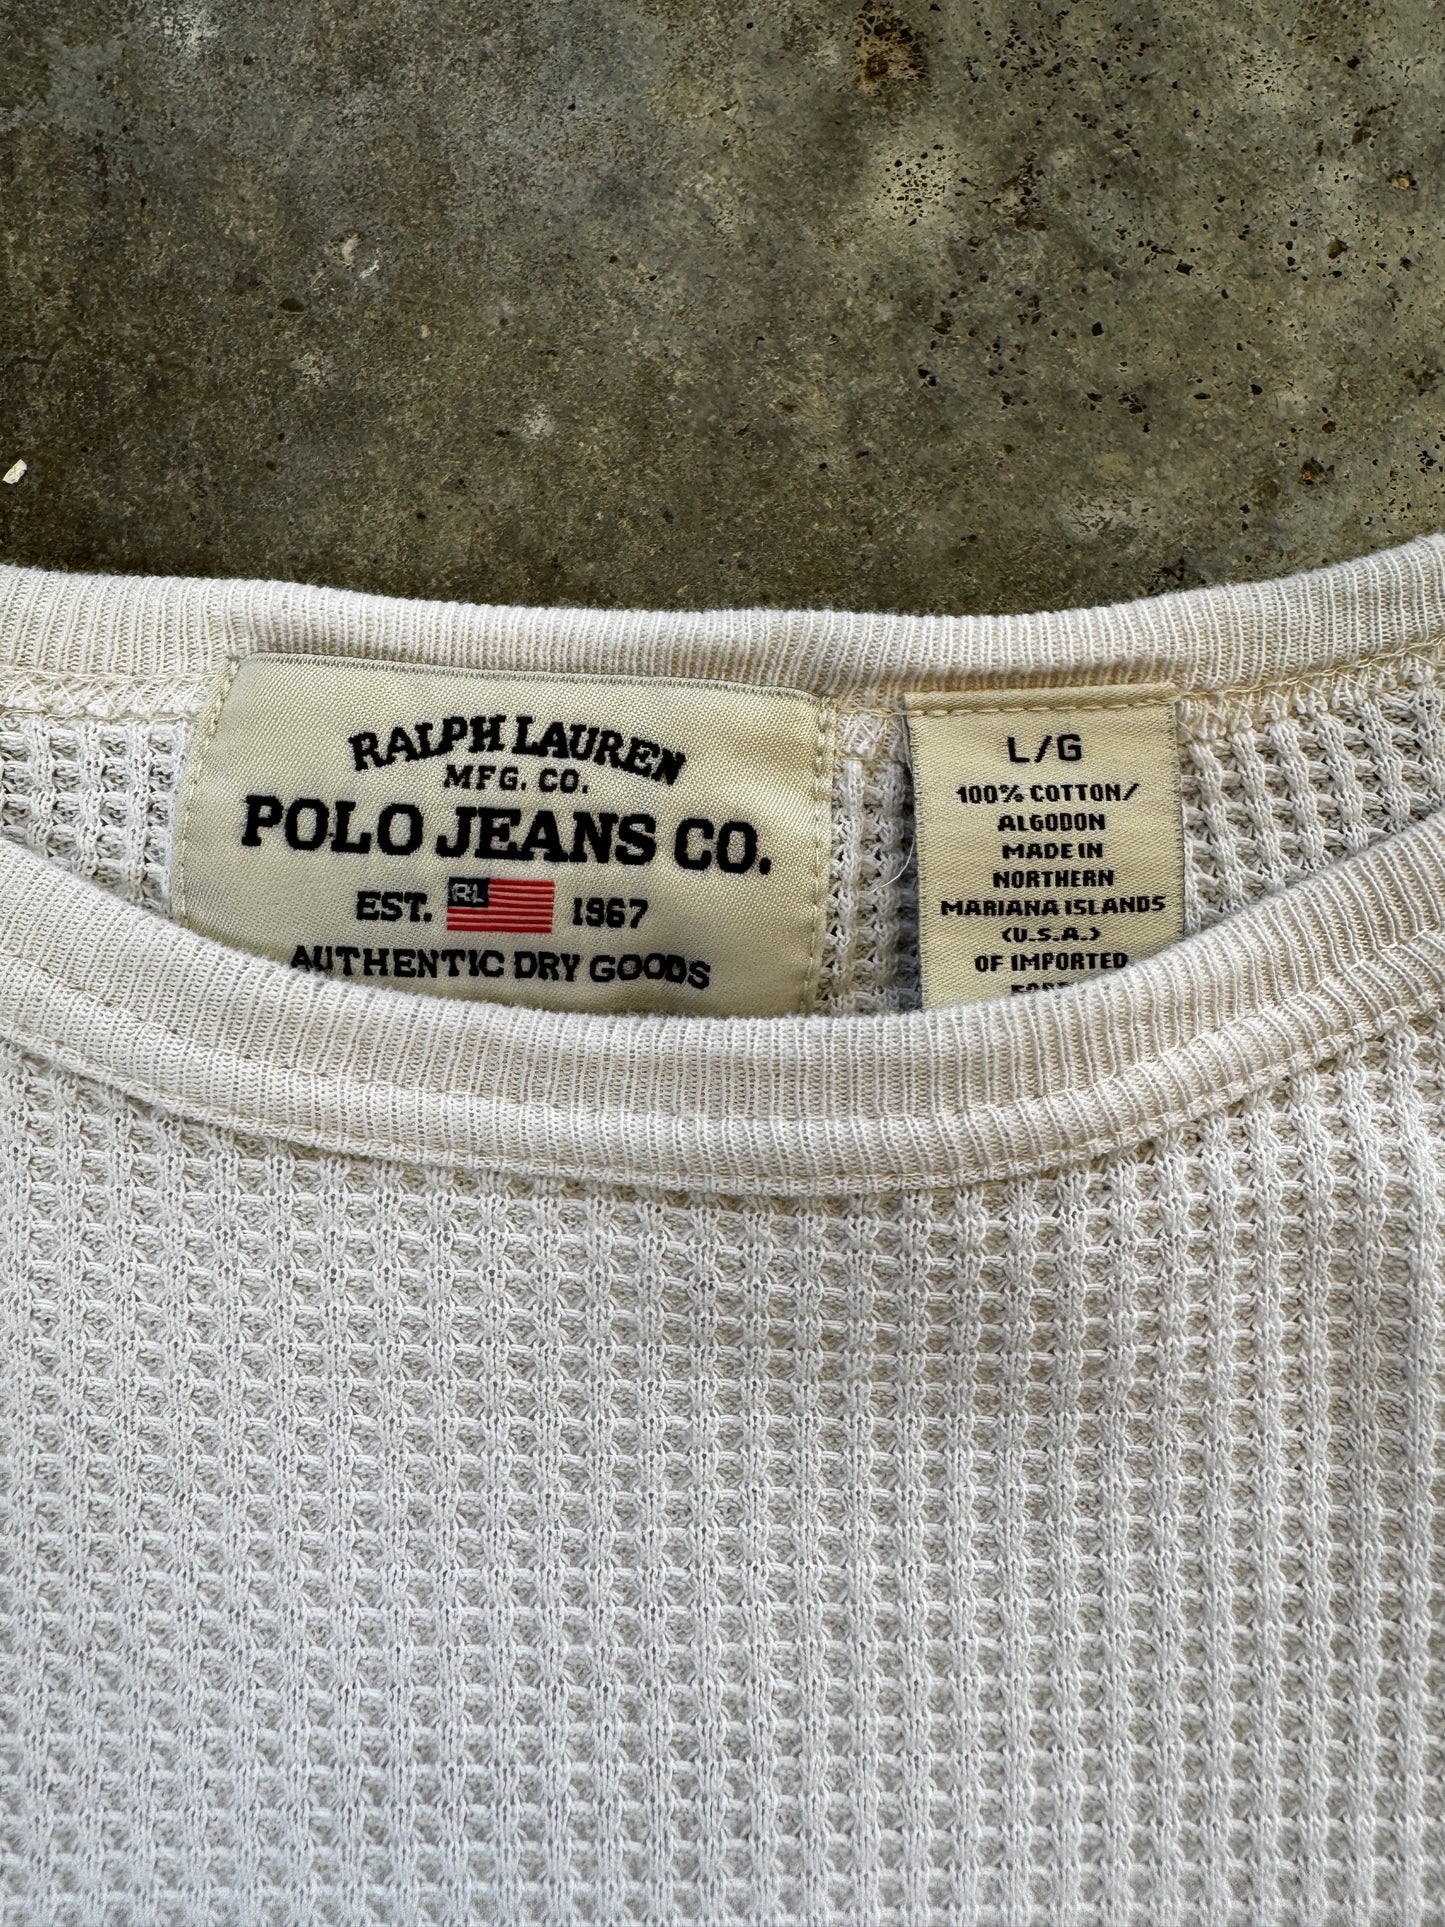 RALPH LAUREN
MFG. CO.
POLO JEANS CO.
EST. RL 1967
AUTHENTIC DRY GOODS
L/G
100% COTTON/
ALGODON
MADE IN
NORTHERN
MARIANA ISLANDS
(U.S.A.)
OF IMPORTED